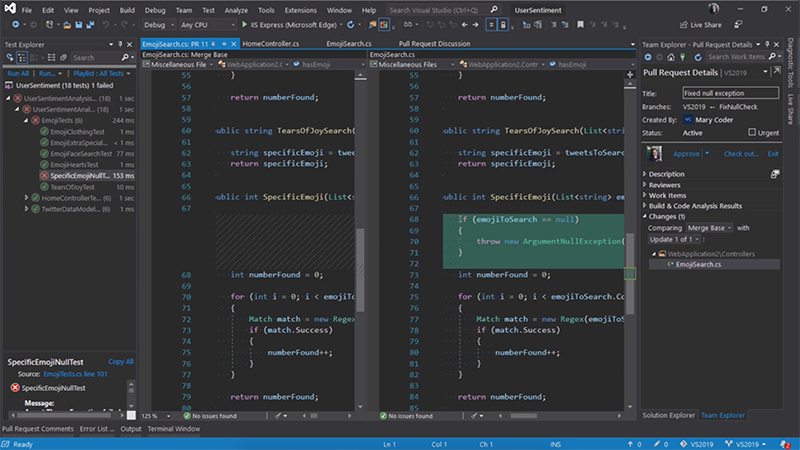 File Edit View Project Build Debug Team Test Analyze Tools Extensions Window Help Search Visual Studio (Ctrl+Q) UserSentiment
Debug Any CPU IIS Express (Microsoft Edge) Live Share
Test Explorer
Search
Run All Run... Playlist : All Tests
UserSentiment (18 tests) 1 failed
UserSentimentAnalysis... 1 sec
UserSentimentAnal... 1 sec
EmojiTests (6) 244 ms
EmojiClothingTest 3 ms
EmojiExtraSpecial... < 1 ms
EmojiFaceSearchTest 77 ms
EmojiHeartsTest 1 ms
SpecificEmojiNullT... 153 ms
TearsOfJoyTest 10 ms
HomeControllerTe... 1 sec
TwitterDataModel... 1 sec
SpecificEmojiNullTest Copy All
Source: EmojiTests.cs line 101
SpecificEmojiNullTest
Message:
EmojiSearch.cs: PR 11 HomeController.cs EmojiSearch.cs Pull Request Discussion
EmojiSearch.cs: Merge Base
Miscellaneous Files WebApplication2.C hasEmoji
55 }
56
57 return numberFound;
58 }
59
60 public string TearsOfJoySearch(
61 {
62 string specificEmoji = tweet
63 return specificEmoji;
64 }
65
66 public int SpecificEmoji(List<s
67 {
68 int numberFound = 0;
69
70 for (int i = 0; i < emojiTo
71 {
72 Match match = new Regex
73 if (match.Success)
74 {
75 numberFound++;
76 }
77 }
78
79 return numberFound;
80
125 % No issues found
EmojiSearch.cs
Miscellaneous Files WebApplication2.Contr hasEmoji
55 }
56
57 return numberFound;
58 }
59
60 public string TearsOfJoySearch(List<stri
61 {
62 string specificEmoji = tweetsToSearc
63 return specificEmoji;
64 }
65
66 public int SpecificEmoji(List<string> em
67 {
68 if (emojiToSearch == null)
69 {
70 throw new ArgumentNullException(
71 }
72
73 int numberFound = 0;
74
75 for (int i = 0; i < emojiToSearch.Co
76 {
77 Match match = new Regex(emojiToS
78 if (match.Success)
79 {
80 numberFound++;
81 }
82 }
83
84 return numberFound;
85
No issues found
Team Explorer - Pull Request Details
Search Work Items
Pull Request Details VS2019
Title: Fixed null exception
Branches: VS2019 ← FixNullCheck
Created By: Mary Coder
Status: Active Urgent
Approve Check out... Exit
Description
Reviewers
Work Items
Build & Code Analysis Results
Changes (1)
Comparing Merge Base with
Update 1 of 1 :
WebApplication2\Controllers
EmojiSearch.cs
Solution Explorer Team Explorer
Diagnostic Tools
Live Share
Pull Request Comments Error List ... Output Terminal Window
Ready Ln 1 Col 1 Ch 1 INS 0 0 VS2019 VS2019 2